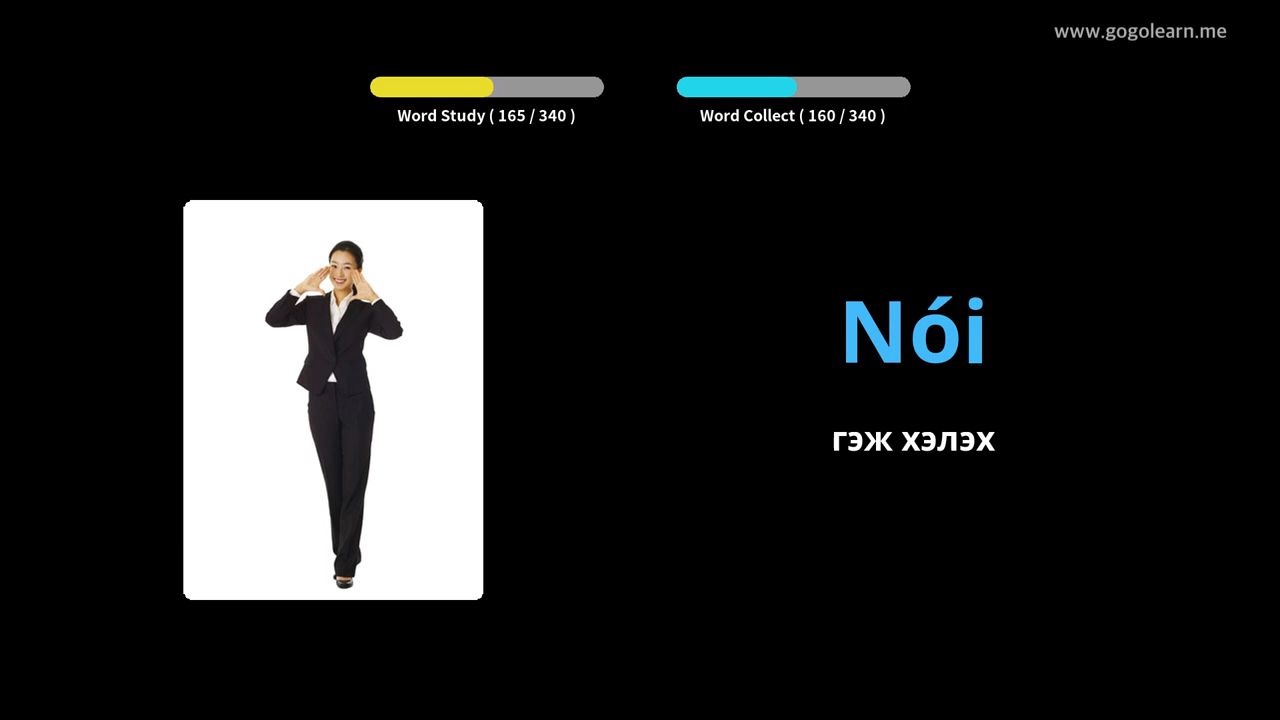 www.gogolearn.me
Word Study ( 165 / 340 )
Word Collect ( 160 / 340 )
Nói
гэж хэлэх